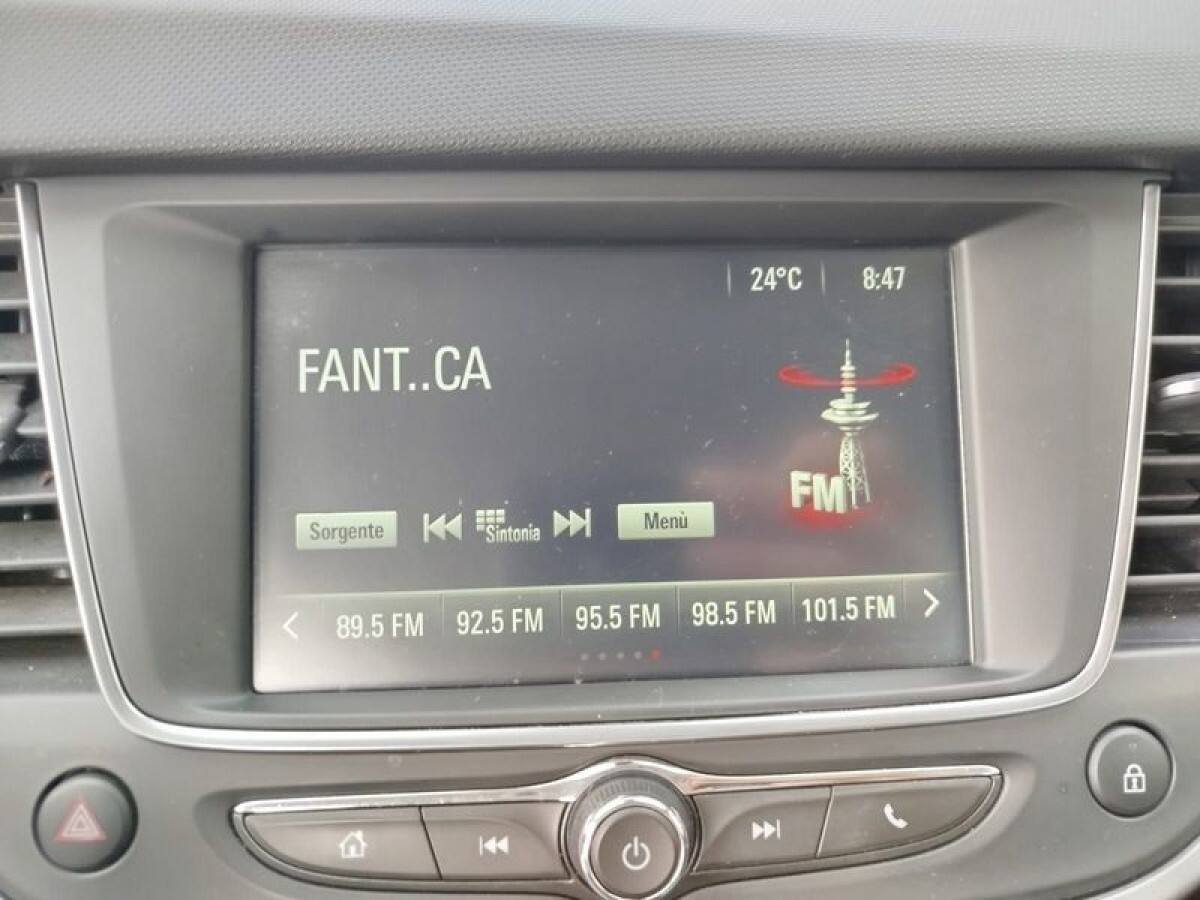 24°C 8:47
FANT..CA
FM
Sorgente Sintonia Menù
89.5 FM 92.5 FM 95.5 FM 98.5 FM 101.5 FM